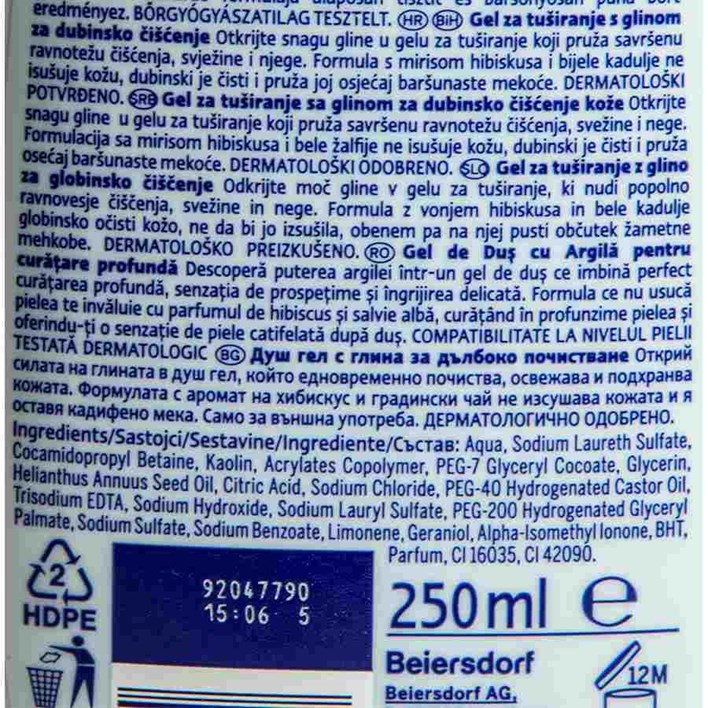 eredményez. BŐRGYÓGYÁSZATILAG TESZTELT. HR BIH Gel za tuširanje s glinom
za dubinsko čišćenje Otkrijte snagu gline u gelu za tuširanje koji pruža savršenu
ravnotežu čišćenja, svježine i njege. Formula s mirisom hibiskusa i bijele kadulje ne
isušuje kožu, dubinski je čisti i pruža joj osjećaj baršunaste mekoće. DERMATOLOŠKI
POTVRĐENO. SRB Gel za tuširanje sa glinom za dubinsko čišćenje kože Otkrijte
snagu gline u gelu za tuširanje koji pruža savršenu ravnotežu čišćenja, svežine i nege.
Formulacija sa mirisom hibiskusa i bele žalfije ne isušuje kožu, dubinski je čisti i pruža
osećaj baršunaste mekoće. DERMATOLOŠKI ODOBRENO. SLO Gel za tuširanje z glino
za globinsko čiščenje Odkrijte moč gline v gelu za tuširanje, ki nudi popolno
ravnovesje čiščenja, svežine in nege. Formula z vonjem hibiskusa in bele kadulje
globinsko očisti kožo, ne da bi jo izsušila, obenem pa na njej pusti občutek žametne
mehkobe. DERMATOLOŠKO PREIZKUŠENO. RO Gel de Duş cu Argilă pentru
curăţare profundă Descoperă puterea argilei într-un gel de duş ce imbină perfect
curăţarea profundă, senzaţia de prospeţime şi îngrijirea delicată. Formula ce nu usucă
pielea te învăluie cu parfumul de hibiscus şi salvie albă, curăţând în profunzime pielea şi
oferindu-ţi o senzaţie de piele catifelată după duş. COMPATIBILITATE LA NIVELUL PIELII
TESTATĂ DERMATOLOGIC BG Душ гел с глина за дълбоко почистване Открий
силата на глината в душ гел, който едновременно почиства, освежава и подхранва
кожата. Формулата с аромат на хибискус и градински чай не изсушава кожата и я
оставя кадифено мека. Само за външна употреба. ДЕРМАТОЛОГИЧНО ОДОБРЕНО.
Ingredients/Sastojci/Sestavine/Ingrediente/Състав: Aqua, Sodium Laureth Sulfate,
Cocamidopropyl Betaine, Kaolin, Acrylates Copolymer, PEG-7 Glyceryl Cocoate, Glycerin,
Helianthus Annuus Seed Oil, Citric Acid, Sodium Chloride, PEG-40 Hydrogenated Castor Oil,
Trisodium EDTA, Sodium Hydroxide, Sodium Lauryl Sulfate, PEG-200 Hydrogenated Glyceryl
Palmate, Sodium Sulfate, Sodium Benzoate, Limonene, Geraniol, Alpha-Isomethyl Ionone, BHT,
Parfum, CI 16035, CI 42090.
2
HDPE
92047790
15:06 5
250ml e
Beiersdorf
Beiersdorf AG,
12M